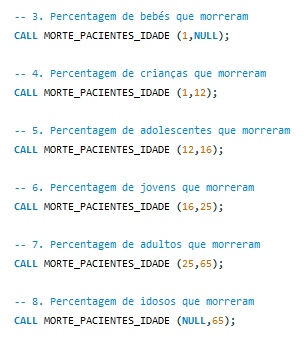 -- 3. Percentagem de bebés que morreram
CALL MORTE_PACIENTES_IDADE (1,NULL);
-- 4. Percentagem de crianças que morreram
CALL MORTE_PACIENTES_IDADE (1,12);
-- 5. Percentagem de adolescentes que morreram
CALL MORTE_PACIENTES_IDADE (12,16);
-- 6. Percentagem de jovens que morreram
CALL MORTE_PACIENTES_IDADE (16,25);
-- 7. Percentagem de adultos que morreram
CALL MORTE_PACIENTES_IDADE (25,65);
-- 8. Percentagem de idosos que morreram
CALL MORTE_PACIENTES_IDADE (NULL,65);